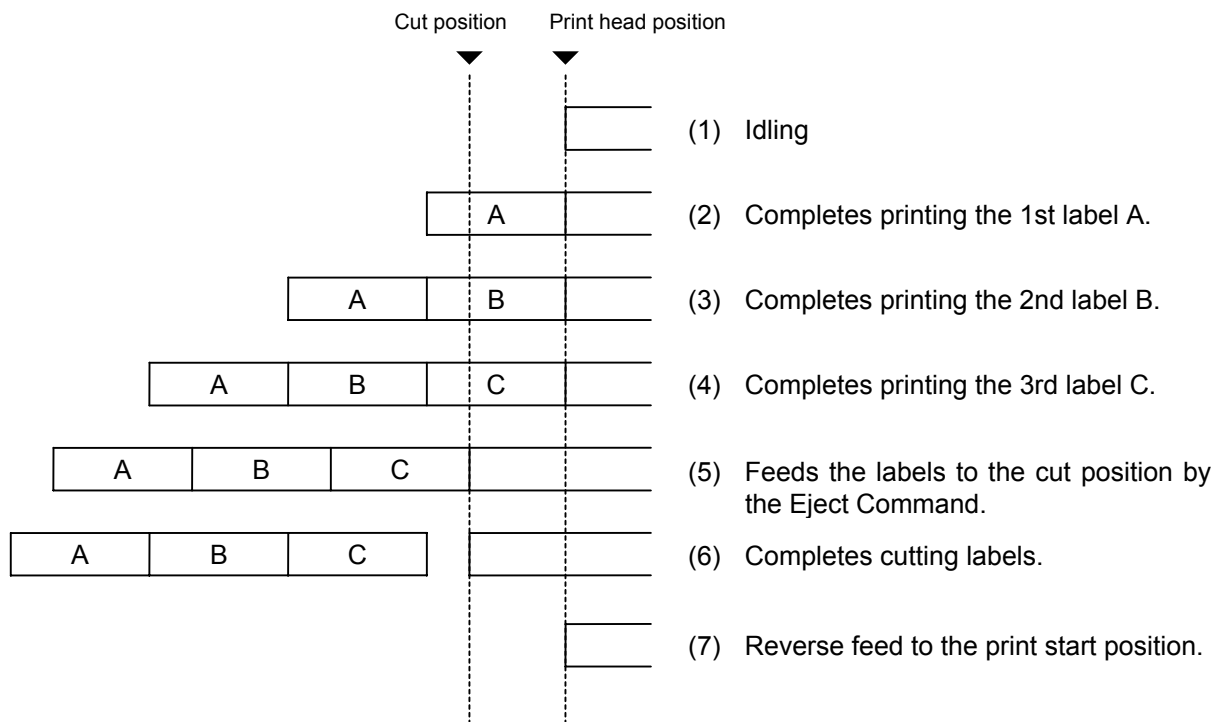 Cut position Print head position
(1) Idling
A (2) Completes printing the 1st label A.
A B (3) Completes printing the 2nd label B.
A B C (4) Completes printing the 3rd label C.
A B C (5) Feeds the labels to the cut position by
the Eject Command.
A B C (6) Completes cutting labels.
(7) Reverse feed to the print start position.